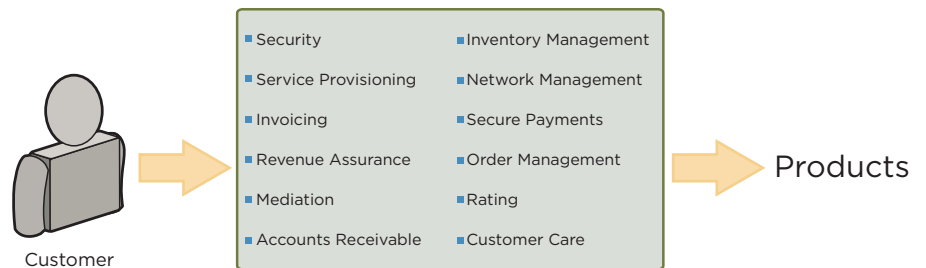 Security
Service Provisioning
Invoicing
Revenue Assurance
Mediation
Accounts Receivable
Inventory Management
Network Management
Secure Payments
Order Management
Rating
Customer Care
Products
Customer